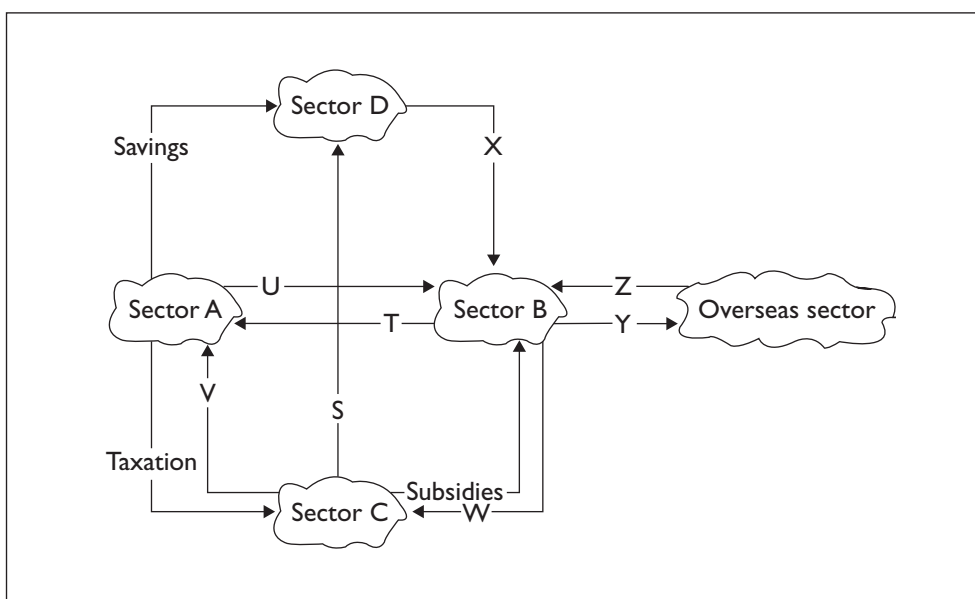 Sector D
Savings
X
U
Z
Sector A
Sector B
Overseas sector
T
Y
V
S
Taxation
Subsidies
Sector C
W